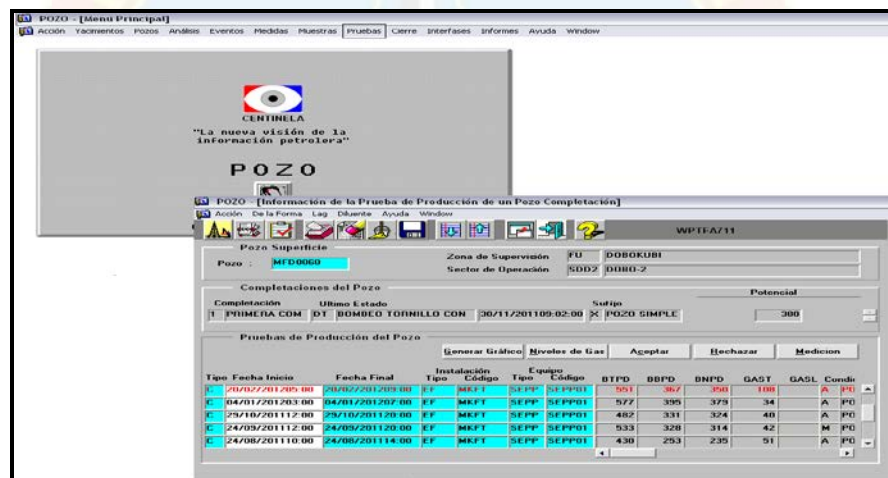 POZO - [Menu Principal]
Acción Yacimientos Pozos Análisis Eventos Medidas Muestras Pruebas Cierre Interfases Informes Ayuda Window
CENTINELA
"La nueva visión de la
información petrolera"
POZO
POZO - [Información de la Prueba de Producción de un Pozo Completación]
Acción De la Forma Lag Diluente Ayuda Window
WPTFA711
Pozo Superficie
Pozo : MFD0060
Zona de Supervisión FU DOBOKUBI
Sector de Operación SDD2 DOBO-2
Completaciones del Pozo
Potencial
Completación Ultimo Estado Sufijo
1 PRIMERA COM DT BOMBEO TORNILLO CON 30/11/201109:02:00 X POZO SIMPLE 300
Pruebas de Producción del Pozo
Generar Gráfico Niveles de Gas Aceptar Rechazar Medicion
Instalación Equipo
Tipo Fecha Inicio Fecha Final Tipo Código Tipo Código BTPD BBPD BNPD GAST GASL Condic
C 20/02/201205:00 20/02/201209:00 EF MKFT SEPP SEPP01 551 367 350 108 A PO
C 04/01/201203:00 04/01/201207:00 EF MKFT SEPP SEPP01 577 395 379 34 A PO
C 29/10/201112:00 29/10/201120:00 EF MKFT SEPP SEPP01 482 331 324 40 A PO
C 24/09/201112:00 24/09/201120:00 EF MKFT SEPP SEPP01 533 328 314 42 M PO
C 24/08/201110:00 24/08/201114:00 EF MKFT SEPP SEPP01 430 253 235 51 A PO